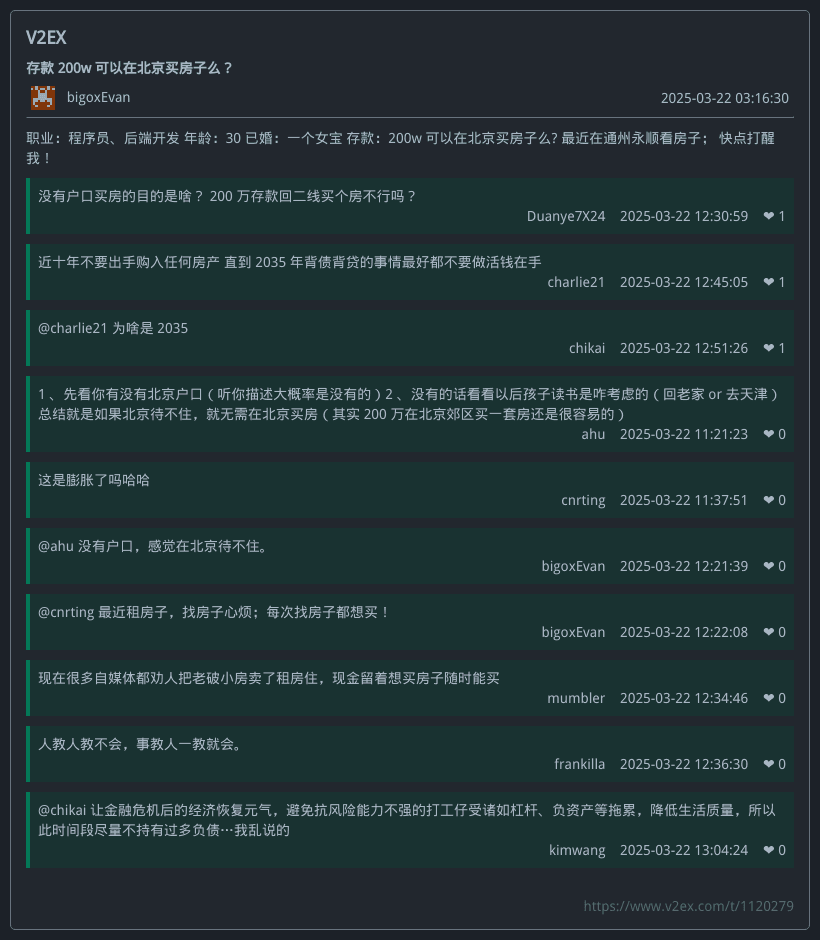 V2EX
存款 200w 可以在北京买房子么？
bigoxEvan
2025-03-22 03:16:30
职业：程序员、后端开发 年龄：30 已婚：一个女宝 存款：200w 可以在北京买房子么? 最近在通州永顺看房子； 快点打醒
我！
没有户口买房的目的是啥？ 200 万存款回二线买个房不行吗？
Duanye7X24 2025-03-22 12:30:59 ❤ 1
近十年不要出手购入任何房产 直到 2035 年背债背贷的事情最好都不要做活钱在手
charlie21 2025-03-22 12:45:05 ❤ 1
@charlie21 为啥是 2035
chikai 2025-03-22 12:51:26 ❤ 1
1 、先看你有没有北京户口（听你描述大概率是没有的）2 、没有的话看看以后孩子读书是咋考虑的（回老家 or 去天津）
总结就是如果北京待不住，就无需在北京买房（其实 200 万在北京郊区买一套房还是很容易的）
ahu 2025-03-22 11:21:23 ❤ 0
这是膨胀了吗哈哈
cnrting 2025-03-22 11:37:51 ❤ 0
@ahu 没有户口，感觉在北京待不住。
bigoxEvan 2025-03-22 12:21:39 ❤ 0
@cnrting 最近租房子，找房子心烦；每次找房子都想买！
bigoxEvan 2025-03-22 12:22:08 ❤ 0
现在很多自媒体都劝人把老破小房卖了租房住，现金留着想买房子随时能买
mumbler 2025-03-22 12:34:46 ❤ 0
人教人教不会，事教人一教就会。
frankilla 2025-03-22 12:36:30 ❤ 0
@chikai 让金融危机后的经济恢复元气，避免抗风险能力不强的打工仔受诸如杠杆、负资产等拖累，降低生活质量，所以
此时间段尽量不持有过多负债…我乱说的
kimwang 2025-03-22 13:04:24 ❤ 0
https://www.v2ex.com/t/1120279